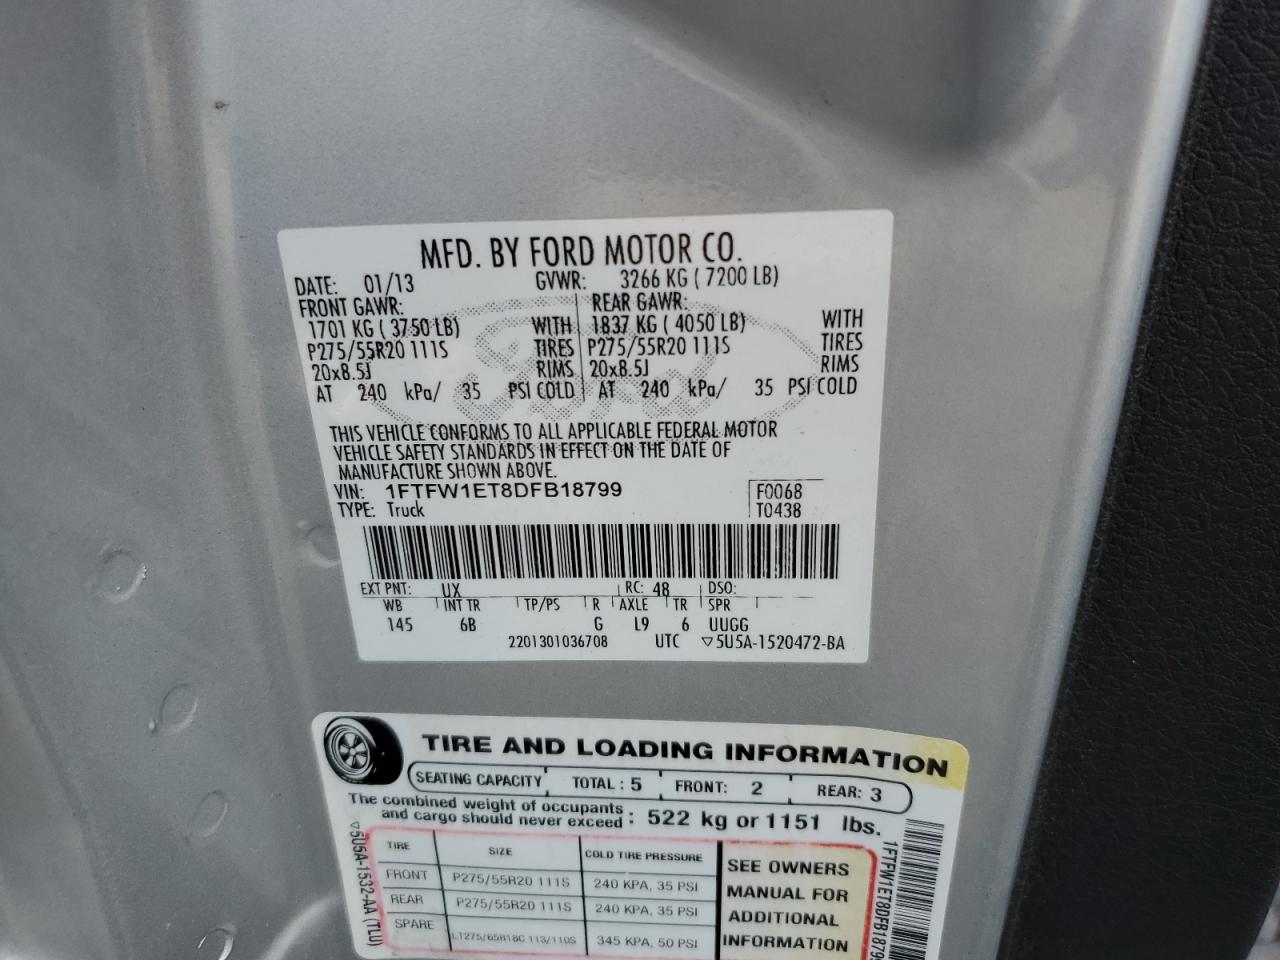 MFD. BY FORD MOTOR CO.
DATE: 01/13 GVWR: 3266 KG ( 7200 LB)
FRONT GAWR: REAR GAWR:
1701 KG ( 3750 LB) WITH 1837 KG ( 4050 LB) WITH
P275/55R20 111S TIRES P275/55R20 111S TIRES
20x8.5J RIMS 20x8.5J RIMS
AT 240 kPa/ 35 PSI COLD AT 240 kPa/ 35 PSI COLD
Ford
THIS VEHICLE CONFORMS TO ALL APPLICABLE FEDERAL MOTOR
VEHICLE SAFETY STANDARDS IN EFFECT ON THE DATE OF
MANUFACTURE SHOWN ABOVE.
VIN: 1FTFW1ET8DFB18799 F0068
TYPE: Truck T0438
EXT PNT: UX RC: 48 DSO:
WB INT TR TP/PS R AXLE TR SPR
145 6B G L9 6 UUGG
2201301036708 UTC ▽5U5A-1520472-BA
TIRE AND LOADING INFORMATION
SEATING CAPACITY TOTAL : 5 FRONT: 2 REAR: 3
The combined weight of occupants
and cargo should never exceed : 522 kg or 1151 lbs.
TIRE SIZE COLD TIRE PRESSURE
FRONT P275/55R20 111S 240 KPA, 35 PSI
REAR P275/55R20 111S 240 KPA, 35 PSI
SPARE LT275/65R18C 113/110S 345 KPA, 50 PSI
SEE OWNERS
MANUAL FOR
ADDITIONAL
INFORMATION
▽5U5A-1532-AA (TLU)
1FTFW1ET8DFB1879